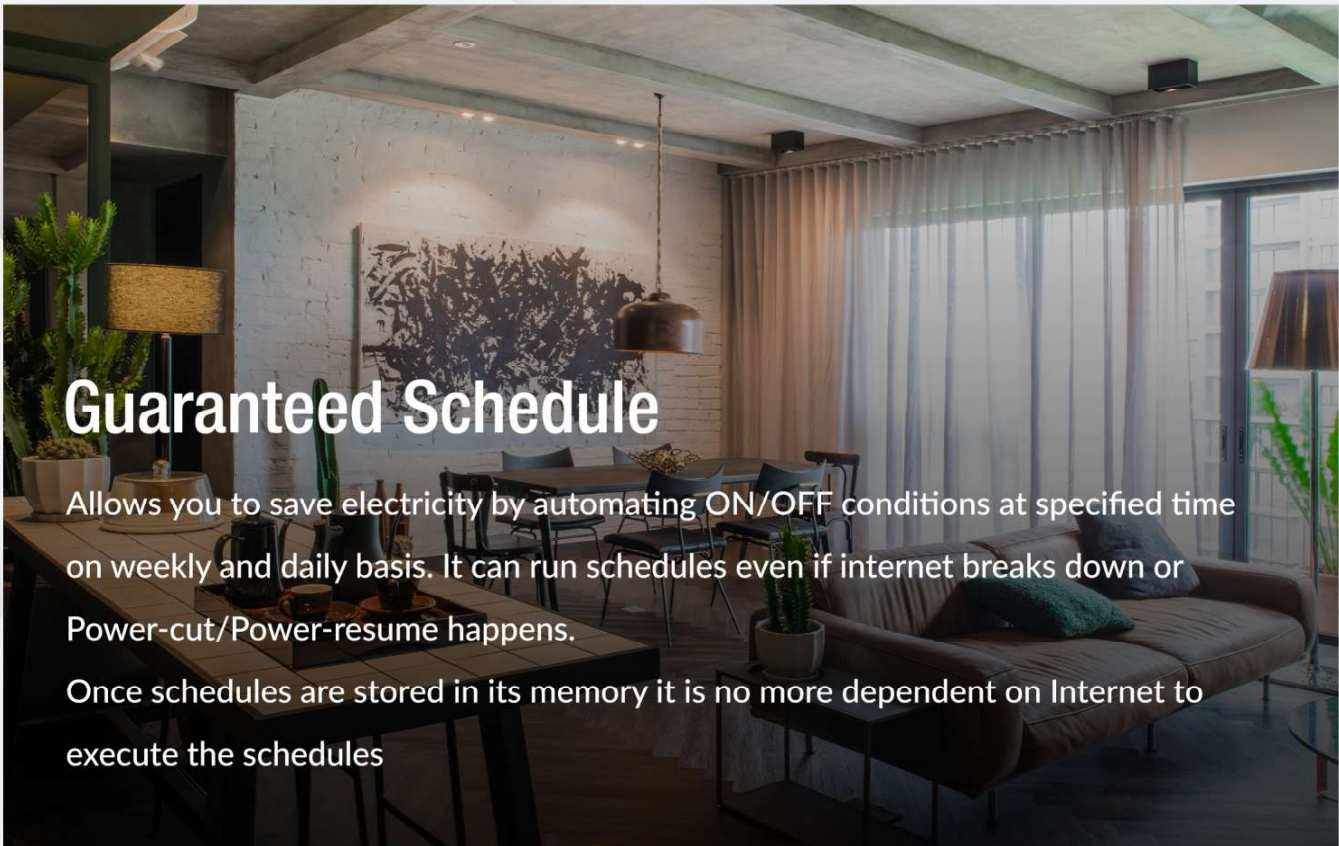 Guaranteed Schedule
Allows you to save electricity by automating ON/OFF conditions at specified time
on weekly and daily basis. It can run schedules even if internet breaks down or
Power-cut/Power-resume happens.
Once schedules are stored in its memory it is no more dependent on Internet to
execute the schedules